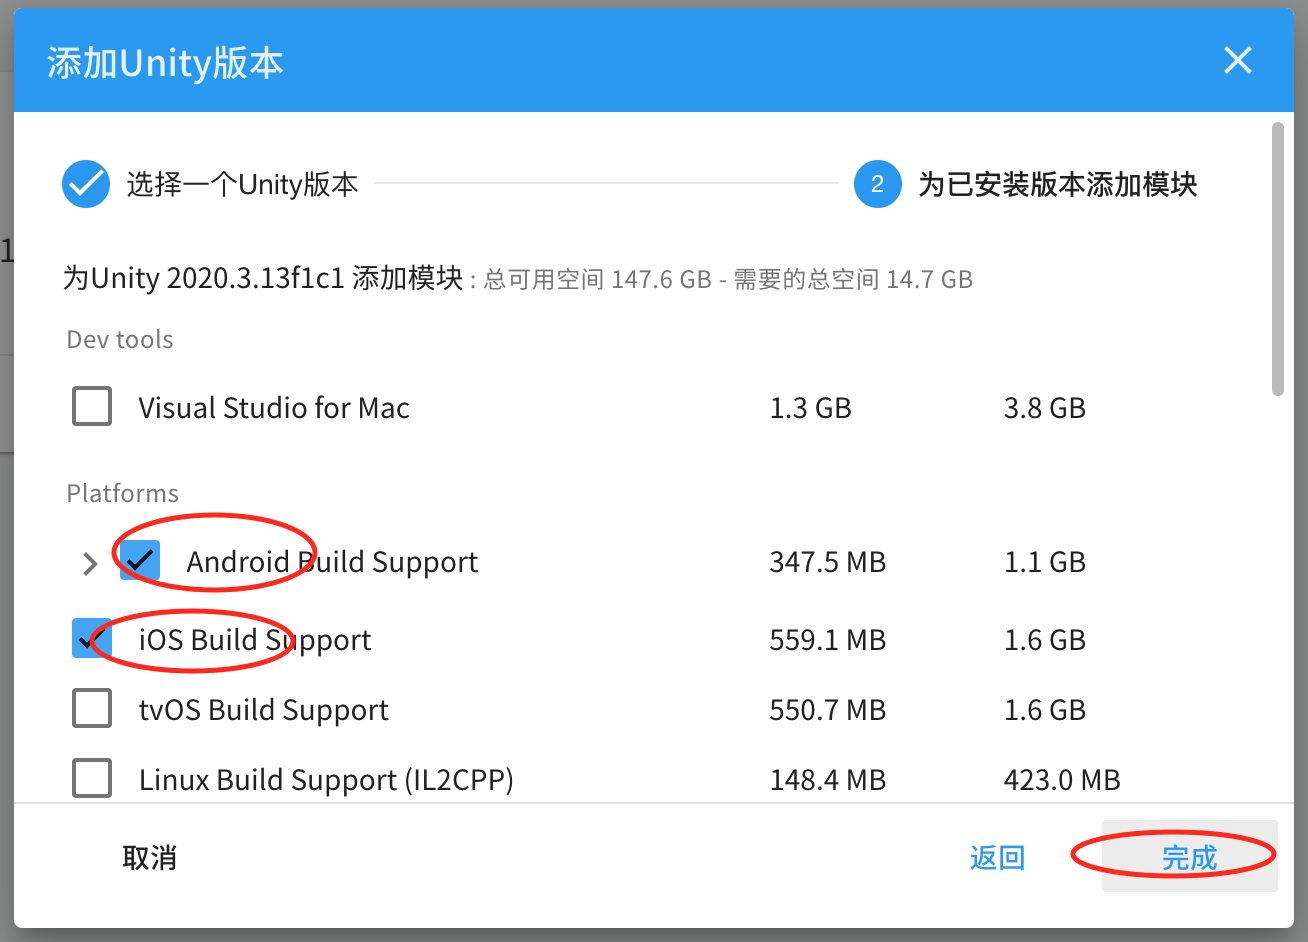 添加Unity版本
选择一个Unity版本
2 为已安装版本添加模块
1
为Unity 2020.3.13f1c1 添加模块 : 总可用空间 147.6 GB - 需要的总空间 14.7 GB
Dev tools
Visual Studio for Mac 1.3 GB 3.8 GB
Platforms
Android Build Support 347.5 MB 1.1 GB
iOS Build Support 559.1 MB 1.6 GB
tvOS Build Support 550.7 MB 1.6 GB
Linux Build Support (IL2CPP) 148.4 MB 423.0 MB
取消 返回 完成